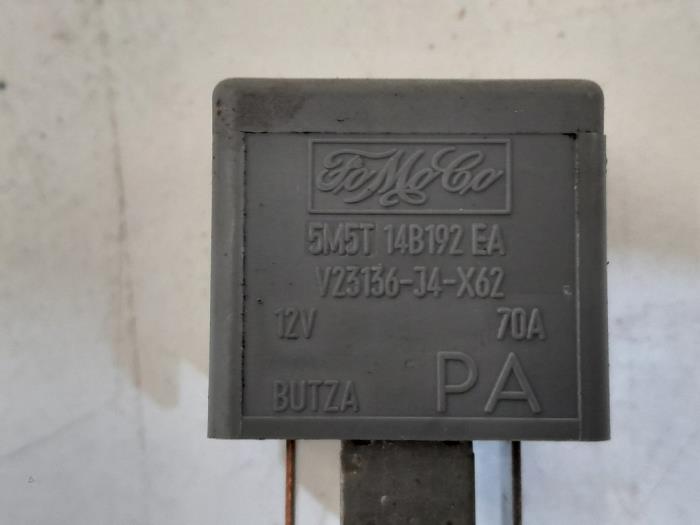 FoMoCo
5M5T 14B192 EA
V23136-J4-X62
12V 70A
BUTZA PA